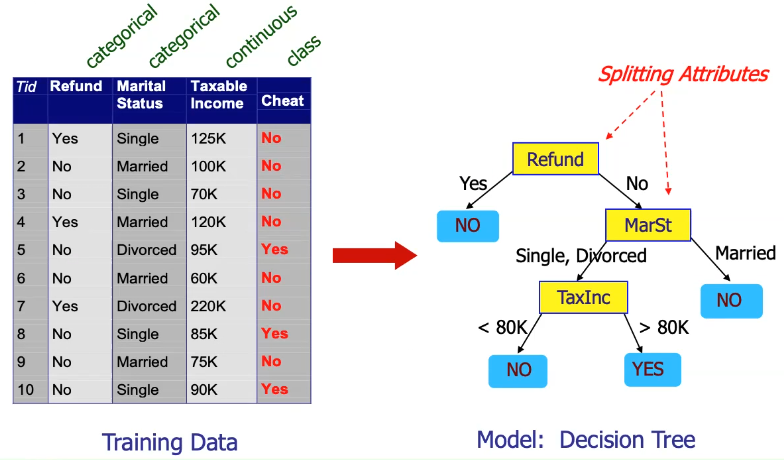 categorical categorical continuous class
Tid Refund Marital Status Taxable Income Cheat
1 Yes Single 125K No
2 No Married 100K No
3 No Single 70K No
4 Yes Married 120K No
5 No Divorced 95K Yes
6 No Married 60K No
7 Yes Divorced 220K No
8 No Single 85K Yes
9 No Married 75K No
10 No Single 90K Yes
Training Data
Splitting Attributes
Refund
Yes No
NO MarSt
Single, Divorced Married
TaxInc NO
< 80K > 80K
NO YES
Model: Decision Tree